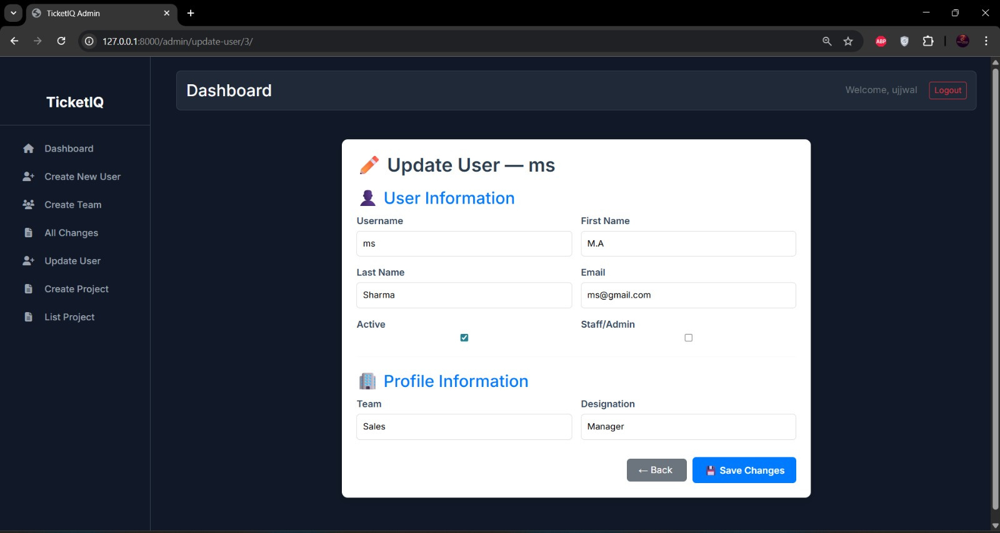 TicketIQ Admin
127.0.0.1:8000/admin/update-user/3/
ABP
TicketIQ
Dashboard
Create New User
Create Team
All Changes
Update User
Create Project
List Project
Dashboard
Welcome, ujjwal
Logout
Update User — ms
User Information
Username
First Name
ms
M.A
Last Name
Email
Sharma
ms@gmail.com
Active
Staff/Admin
Profile Information
Team
Designation
Sales
Manager
← Back
Save Changes